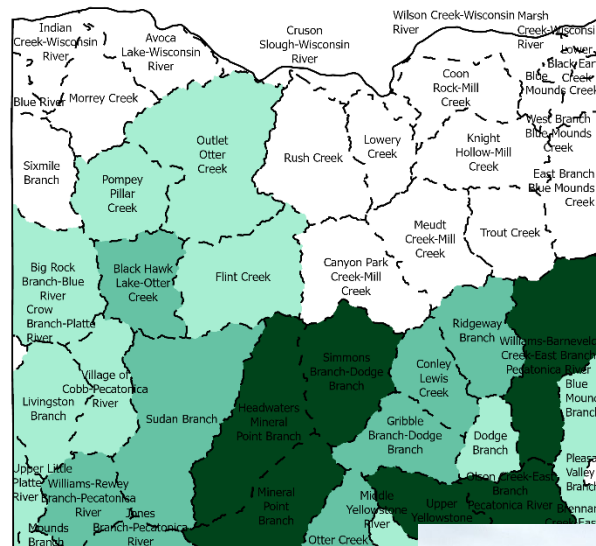 Indian
Creek-Wisconsin
River
Avoca
Lake-Wisconsin
River
Cruson
Slough-Wisconsin
River
Wilson Creek-Wisconsin
River
Marsh
Creek-Wisconsin
River
Lower
Black Ear
Creek
Blue River
Morrey Creek
Coon
Rock-Mill
Creek
Blue
Mounds Creek
Sixmile
Branch
Outlet
Otter
Creek
Rush Creek
Lowery
Creek
Knight
Hollow-Mill
Creek
West Branch
Blue Mounds
Creek
Pompey
Pillar
Creek
East Branch
Blue Mounds
Creek
Meudt
Creek-Mill
Creek
Trout Creek
Big Rock
Branch-Blue
River
Black Hawk
Lake-Otter
Creek
Flint Creek
Canyon Park
Creek-Mill
Creek
Crow
Branch-Platte
River
Ridgeway
Branch
Williams-Barnevel
Creek-East Branch
Pecatonica River
Simmons
Branch-Dodge
Branch
Conley
Lewis
Creek
Village of
Cobb-Pecatonica
River
Livingston
Branch
Sudan Branch
Headwaters
Mineral
Point Branch
Blue
Mound
Branch
Gribble
Branch-Dodge
Branch
Dodge
Branch
Pleasa
Valley
Branch
Upper Little
Platte
River
Williams-Rewey
Branch-Pecatonica
River
Mineral
Point
Branch
Middle
Yellowstone
River
Upper
Yellowstone
Olson Creek-East
Branch
Pecatonica River
Brennan
Creek-East
Mounds
Branch
Jones
Branch-Pecatonica
River
Otter Creek